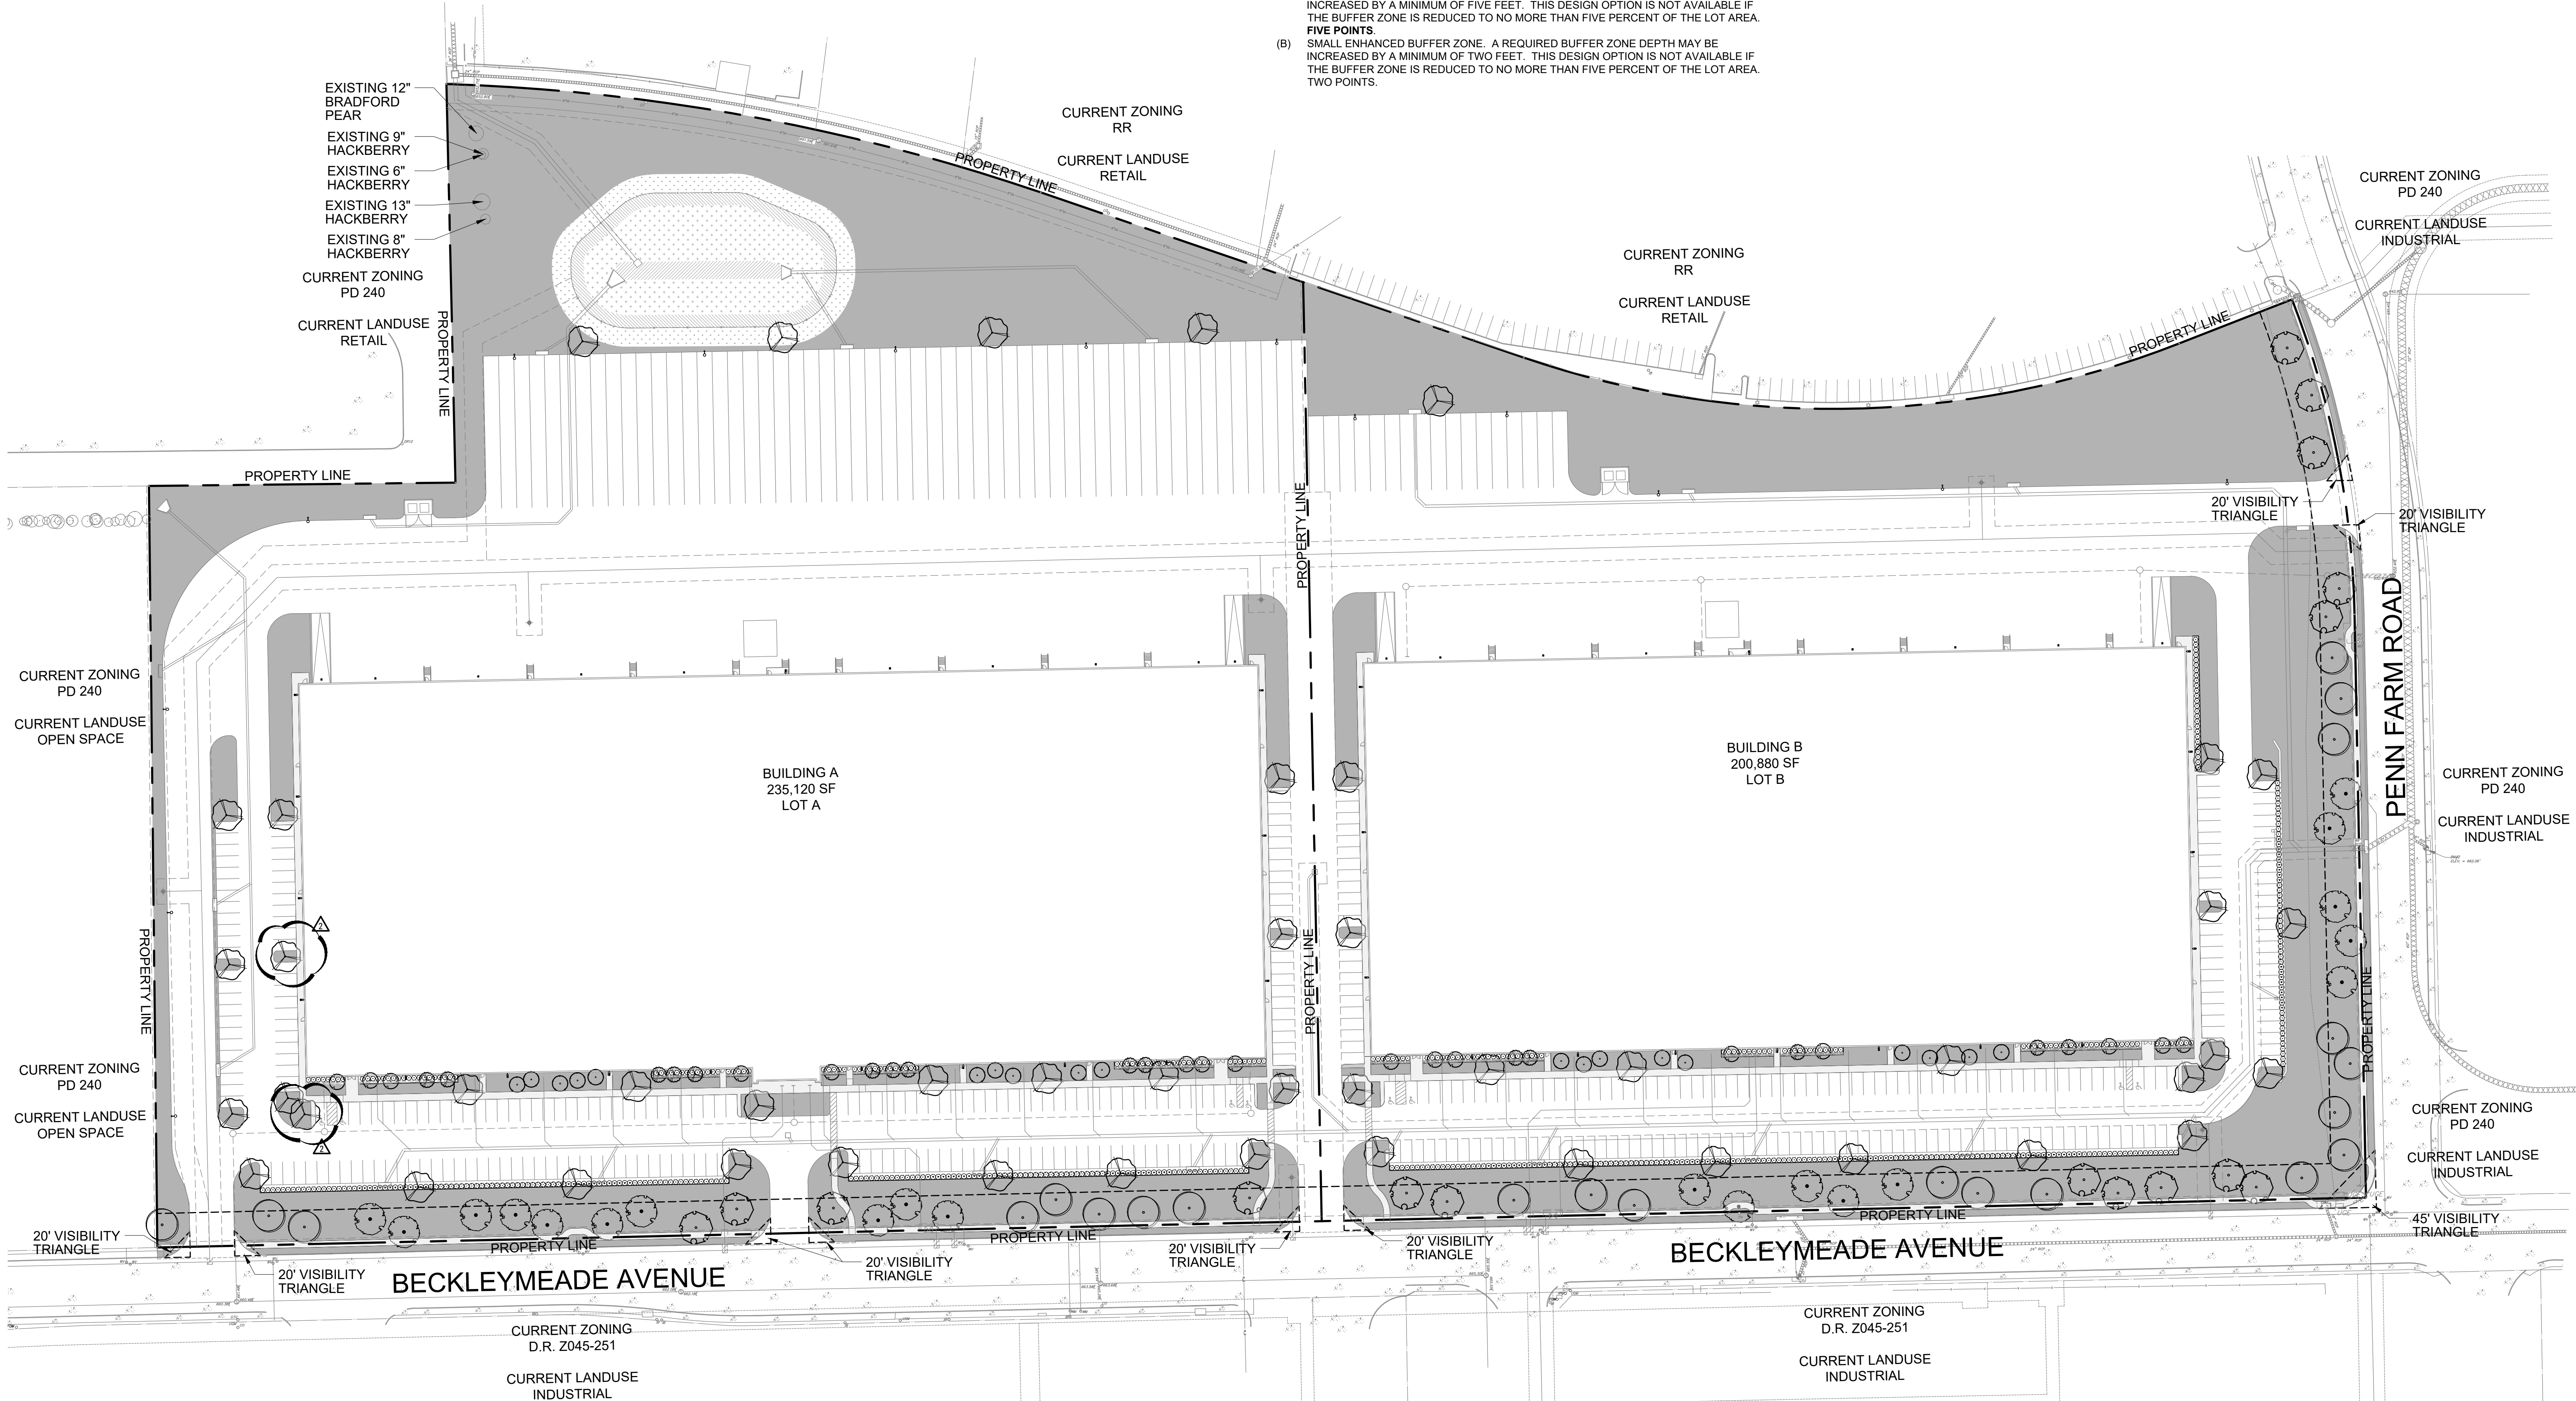 INCREASED BY A MINIMUM OF FIVE FEET. THIS DESIGN OPTION IS NOT AVAILABLE IF
THE BUFFER ZONE IS REDUCED TO NO MORE THAN FIVE PERCENT OF THE LOT AREA.
FIVE POINTS.
(B) SMALL ENHANCED BUFFER ZONE. A REQUIRED BUFFER ZONE DEPTH MAY BE
INCREASED BY A MINIMUM OF TWO FEET. THIS DESIGN OPTION IS NOT AVAILABLE IF
THE BUFFER ZONE IS REDUCED TO NO MORE THAN FIVE PERCENT OF THE LOT AREA.
TWO POINTS.
EXISTING 12"
BRADFORD
PEAR
EXISTING 9"
HACKBERRY
EXISTING 6"
HACKBERRY
EXISTING 13"
HACKBERRY
EXISTING 8"
HACKBERRY
CURRENT ZONING
PD 240
CURRENT LANDUSE
RETAIL
PROPERTY LINE
PROPERTY LINE
CURRENT ZONING
RR
CURRENT LANDUSE
RETAIL
PROPERTY LINE
CURRENT ZONING
RR
CURRENT LANDUSE
RETAIL
PROPERTY LINE
CURRENT ZONING
PD 240
CURRENT LANDUSE
INDUSTRIAL
20' VISIBILITY
TRIANGLE
20' VISIBILITY
TRIANGLE
PROPERTY LINE
PENN FARM ROAD
CURRENT ZONING
PD 240
CURRENT LANDUSE
OPEN SPACE
BUILDING A
235,120 SF
LOT A
BUILDING B
200,880 SF
LOT B
CURRENT ZONING
PD 240
CURRENT LANDUSE
INDUSTRIAL
2
PROPERTY LINE
PROPERTY LINE
PROPERTY LINE
CURRENT ZONING
PD 240
CURRENT LANDUSE
OPEN SPACE
2
CURRENT ZONING
PD 240
CURRENT LANDUSE
INDUSTRIAL
20' VISIBILITY
TRIANGLE
20' VISIBILITY
TRIANGLE
PROPERTY LINE
20' VISIBILITY
TRIANGLE
PROPERTY LINE
20' VISIBILITY
TRIANGLE
20' VISIBILITY
TRIANGLE
PROPERTY LINE
45' VISIBILITY
TRIANGLE
BECKLEYMEADE AVENUE
BECKLEYMEADE AVENUE
CURRENT ZONING
D.R. Z045-251
CURRENT LANDUSE
INDUSTRIAL
CURRENT ZONING
D.R. Z045-251
CURRENT LANDUSE
INDUSTRIAL